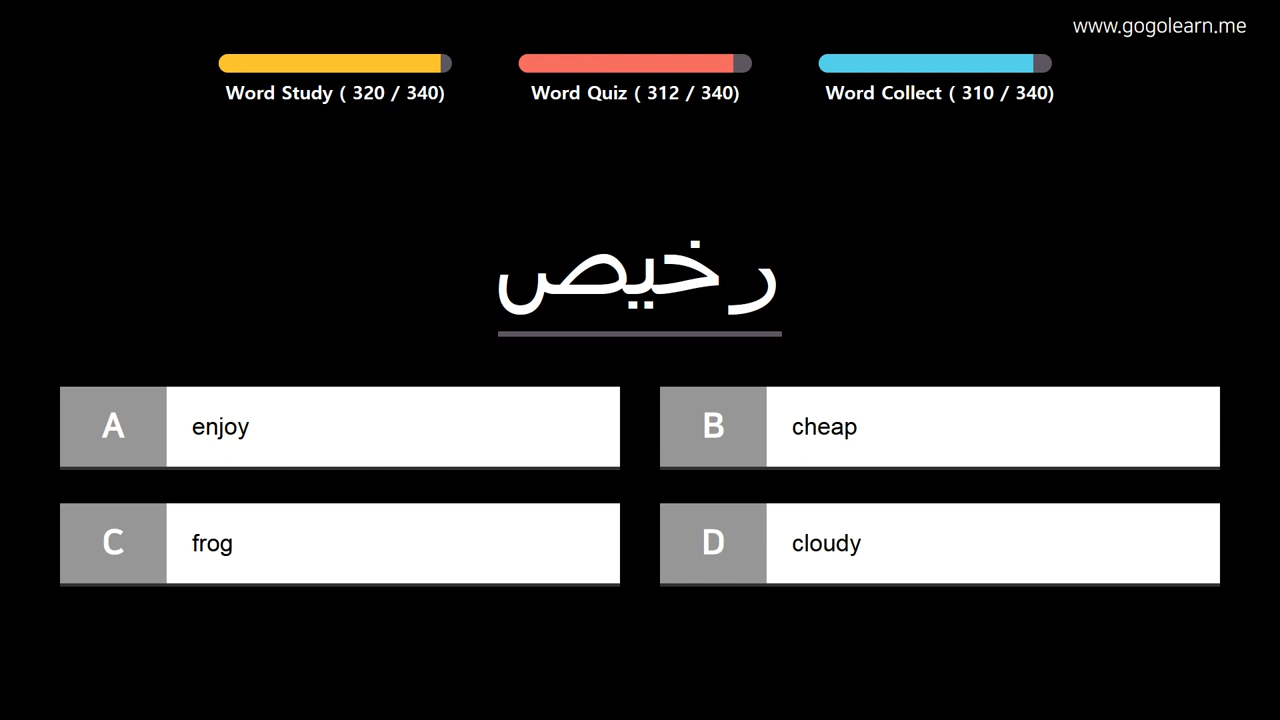 www.gogolearn.me
Word Study ( 320 / 340)
Word Quiz ( 312 / 340)
Word Collect ( 310 / 340)
رخيص
A enjoy
B cheap
C frog
D cloudy